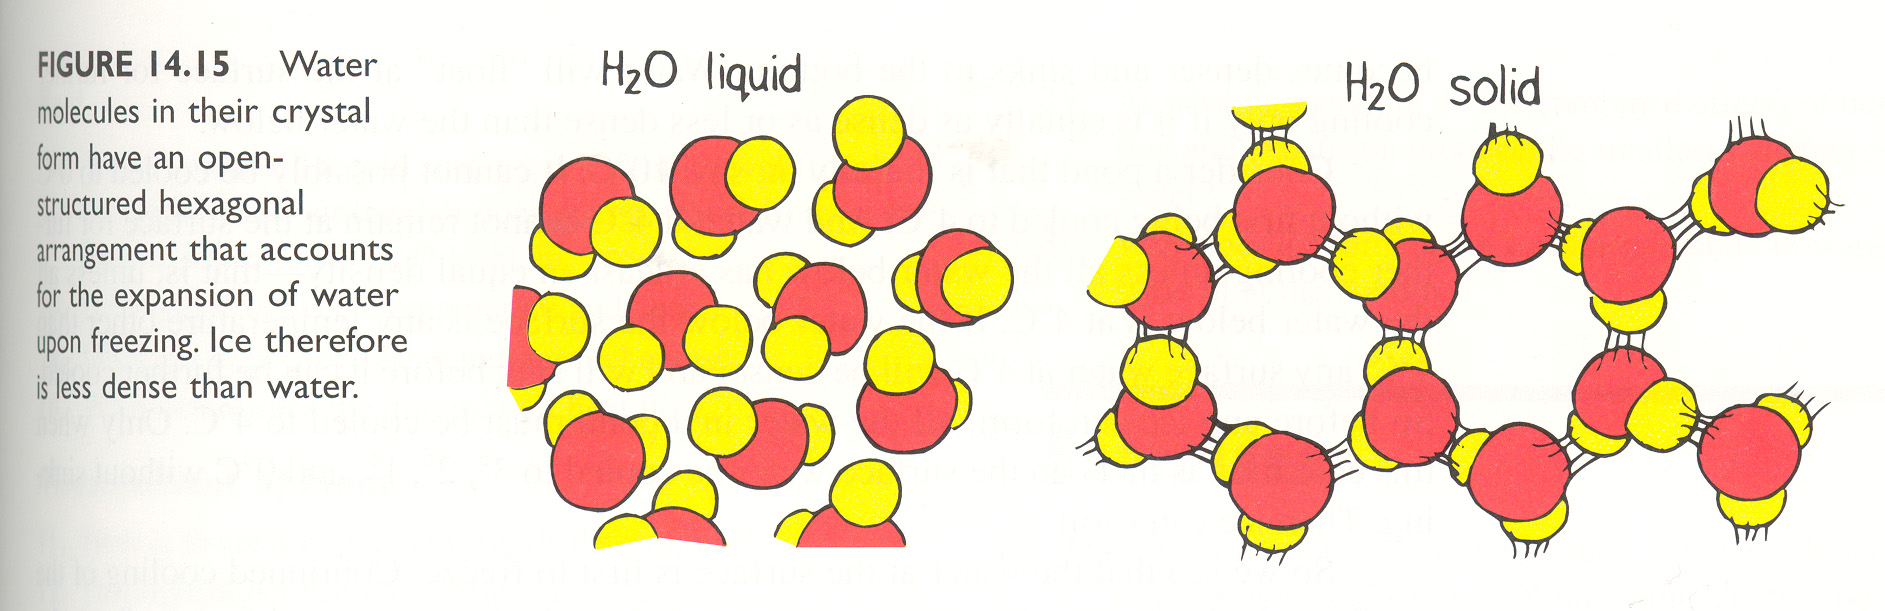 FIGURE 14.15 Water
molecules in their crystal
form have an open-
structured hexagonal
arrangement that accounts
for the expansion of water
upon freezing. Ice therefore
is less dense than water.
H₂O liquid
H₂O solid